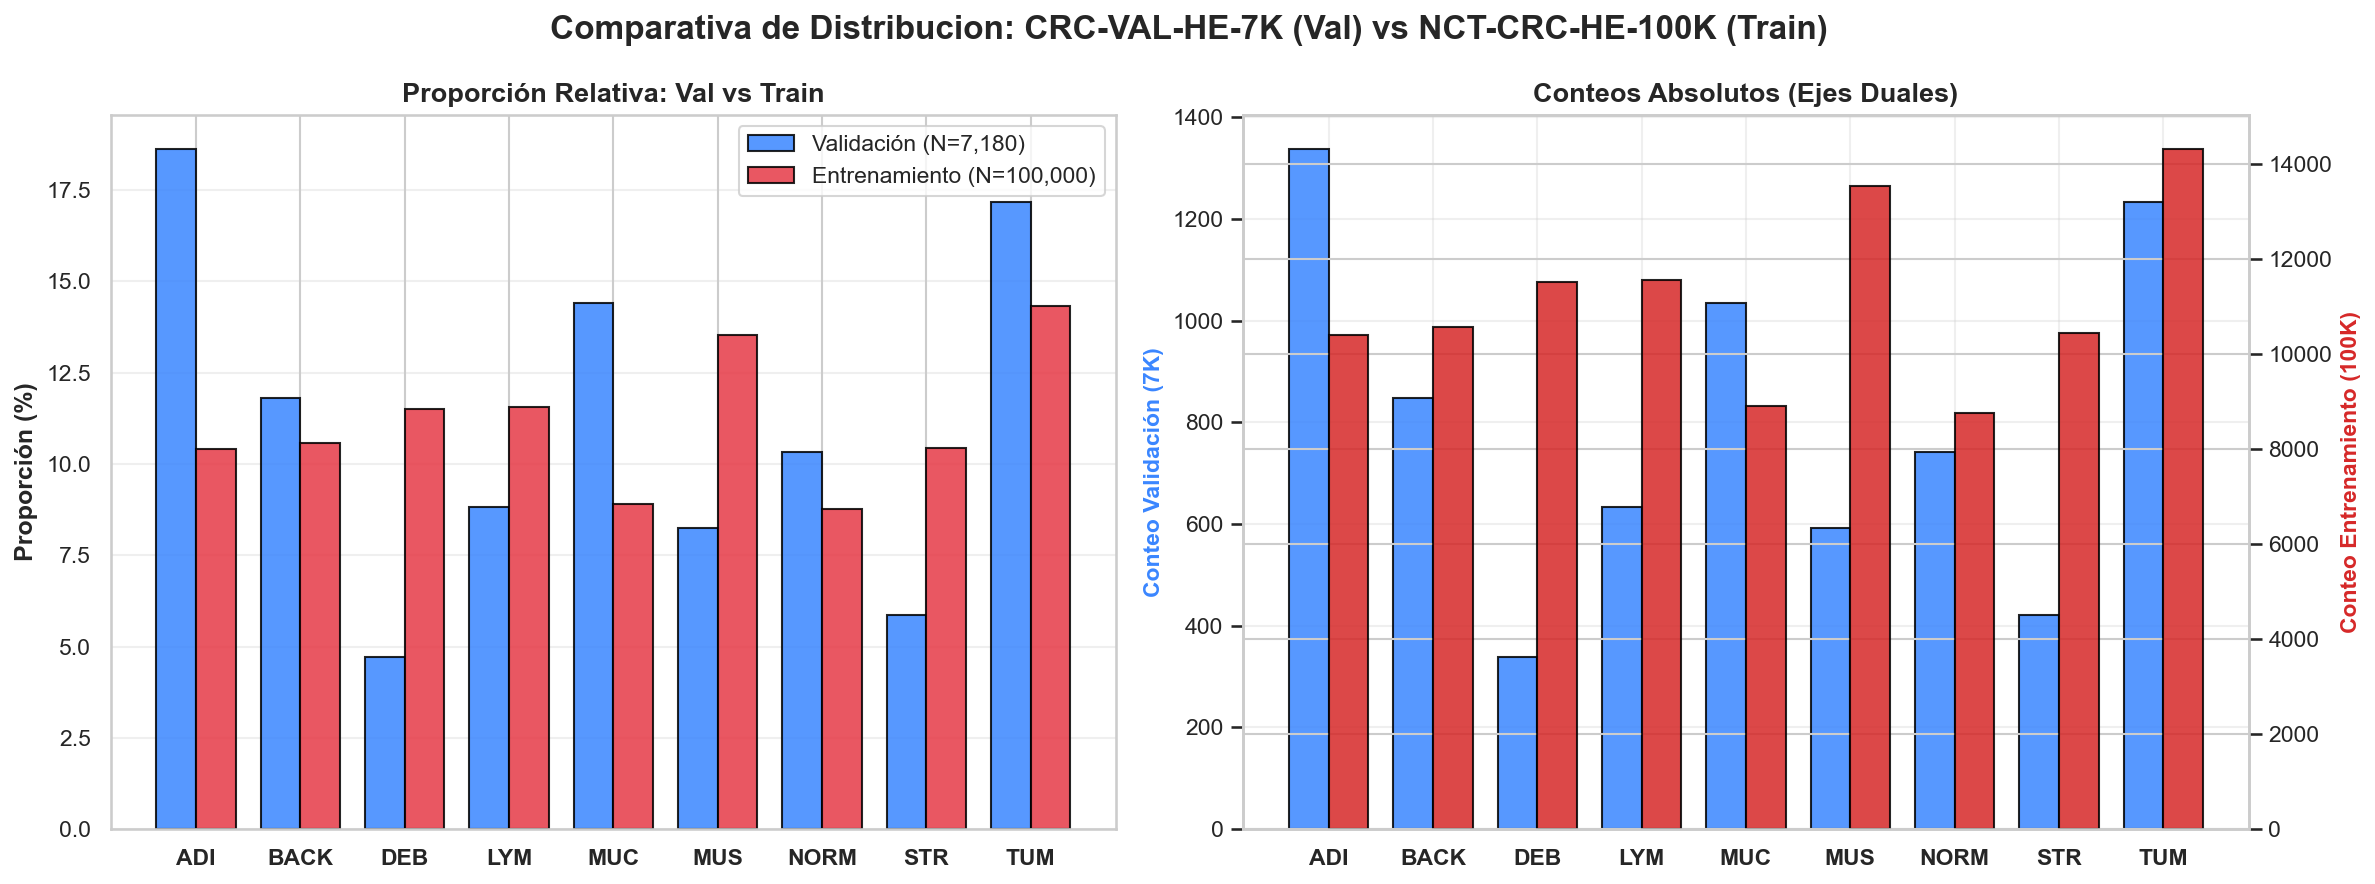 Comparativa de Distribucion: CRC-VAL-HE-7K (Val) vs NCT-CRC-HE-100K (Train)
Proporción Relativa: Val vs Train
Validación (N=7,180)
Entrenamiento (N=100,000)
Proporción (%)
17.5
15.0
12.5
10.0
7.5
5.0
2.5
0.0
ADI BACK DEB LYM MUC MUS NORM STR TUM
Conteos Absolutos (Ejes Duales)
Conteo Validación (7K)
1400
1200
1000
800
600
400
200
0
14000
12000
10000
8000
6000
4000
2000
0
Conteo Entrenamiento (100K)
ADI BACK DEB LYM MUC MUS NORM STR TUM